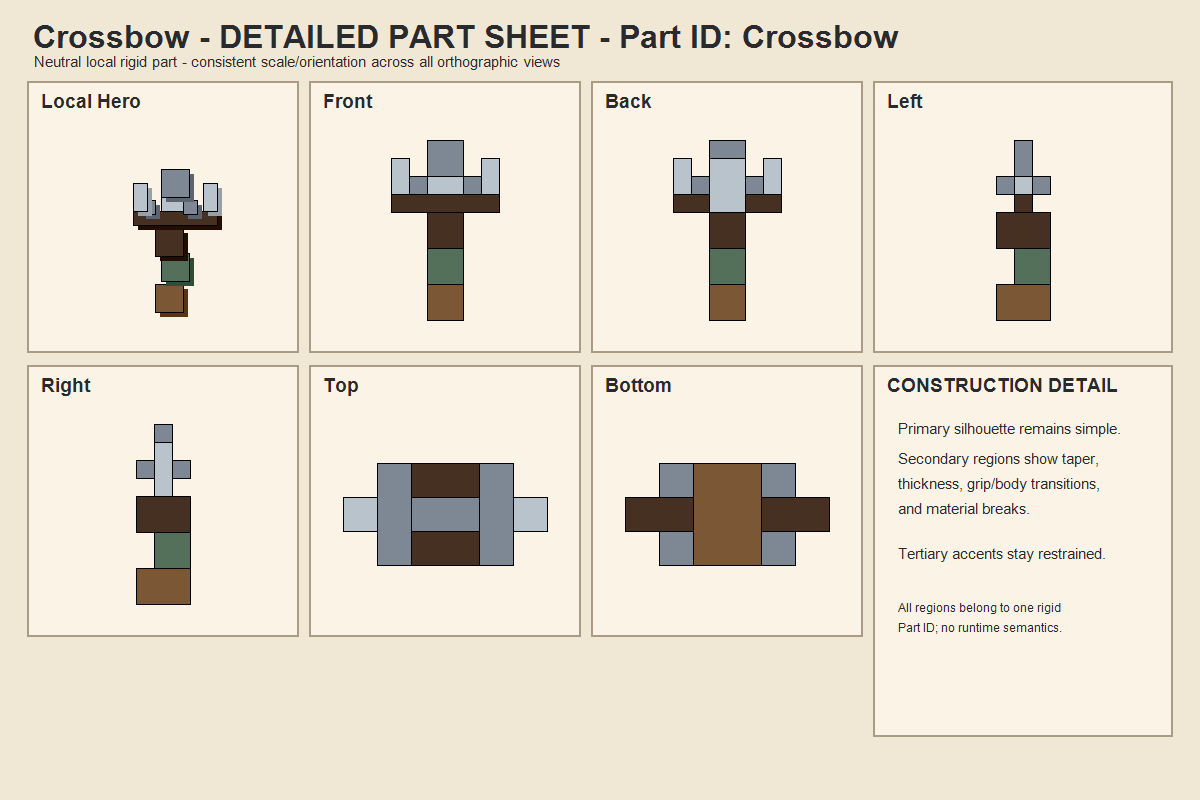 Crossbow - DETAILED PART SHEET - Part ID: Crossbow
Neutral local rigid part - consistent scale/orientation across all orthographic views
Local Hero
Front
Back
Left
Right
Top
Bottom
CONSTRUCTION DETAIL
Primary silhouette remains simple.
Secondary regions show taper,
thickness, grip/body transitions,
and material breaks.
Tertiary accents stay restrained.
All regions belong to one rigid
Part ID; no runtime semantics.